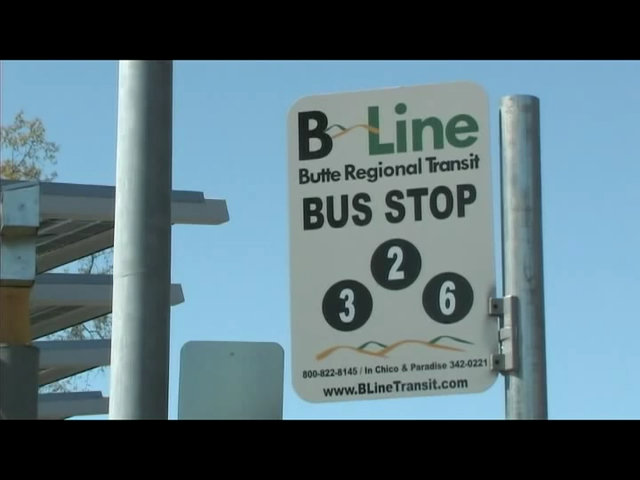 B Line
Butte Regional Transit
BUS STOP
2
3 6
800-822-8145 / In Chico & Paradise 342-0221
www.BLineTransit.com